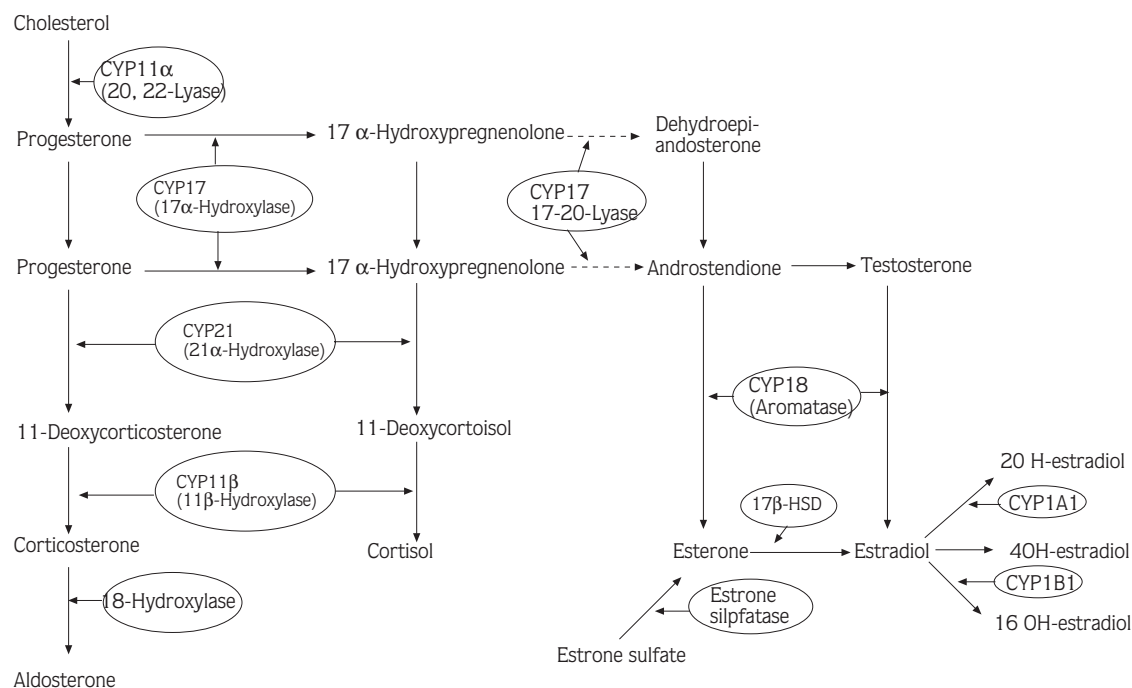 Cholesterol
CYP11α
(20, 22-Lyase)
Progesterone
17 α-Hydroxypregnenolone
Dehydroepi-
andosterone
CYP17
(17α-Hydroxylase)
CYP17
17-20-Lyase
Progesterone
17 α-Hydroxypregnenolone
Androstendione
Testosterone
CYP21
(21α-Hydroxylase)
CYP18
(Aromatase)
11-Deoxycorticosterone
11-Deoxycortoisol
20 H-estradiol
CYP11β
(11β-Hydroxylase)
17β-HSD
CYP1A1
Corticosterone
Cortisol
Esterone
Estradiol
4OH-estradiol
CYP1B1
18-Hydroxylase
Estrone
silpfatase
16 OH-estradiol
Estrone sulfate
Aldosterone